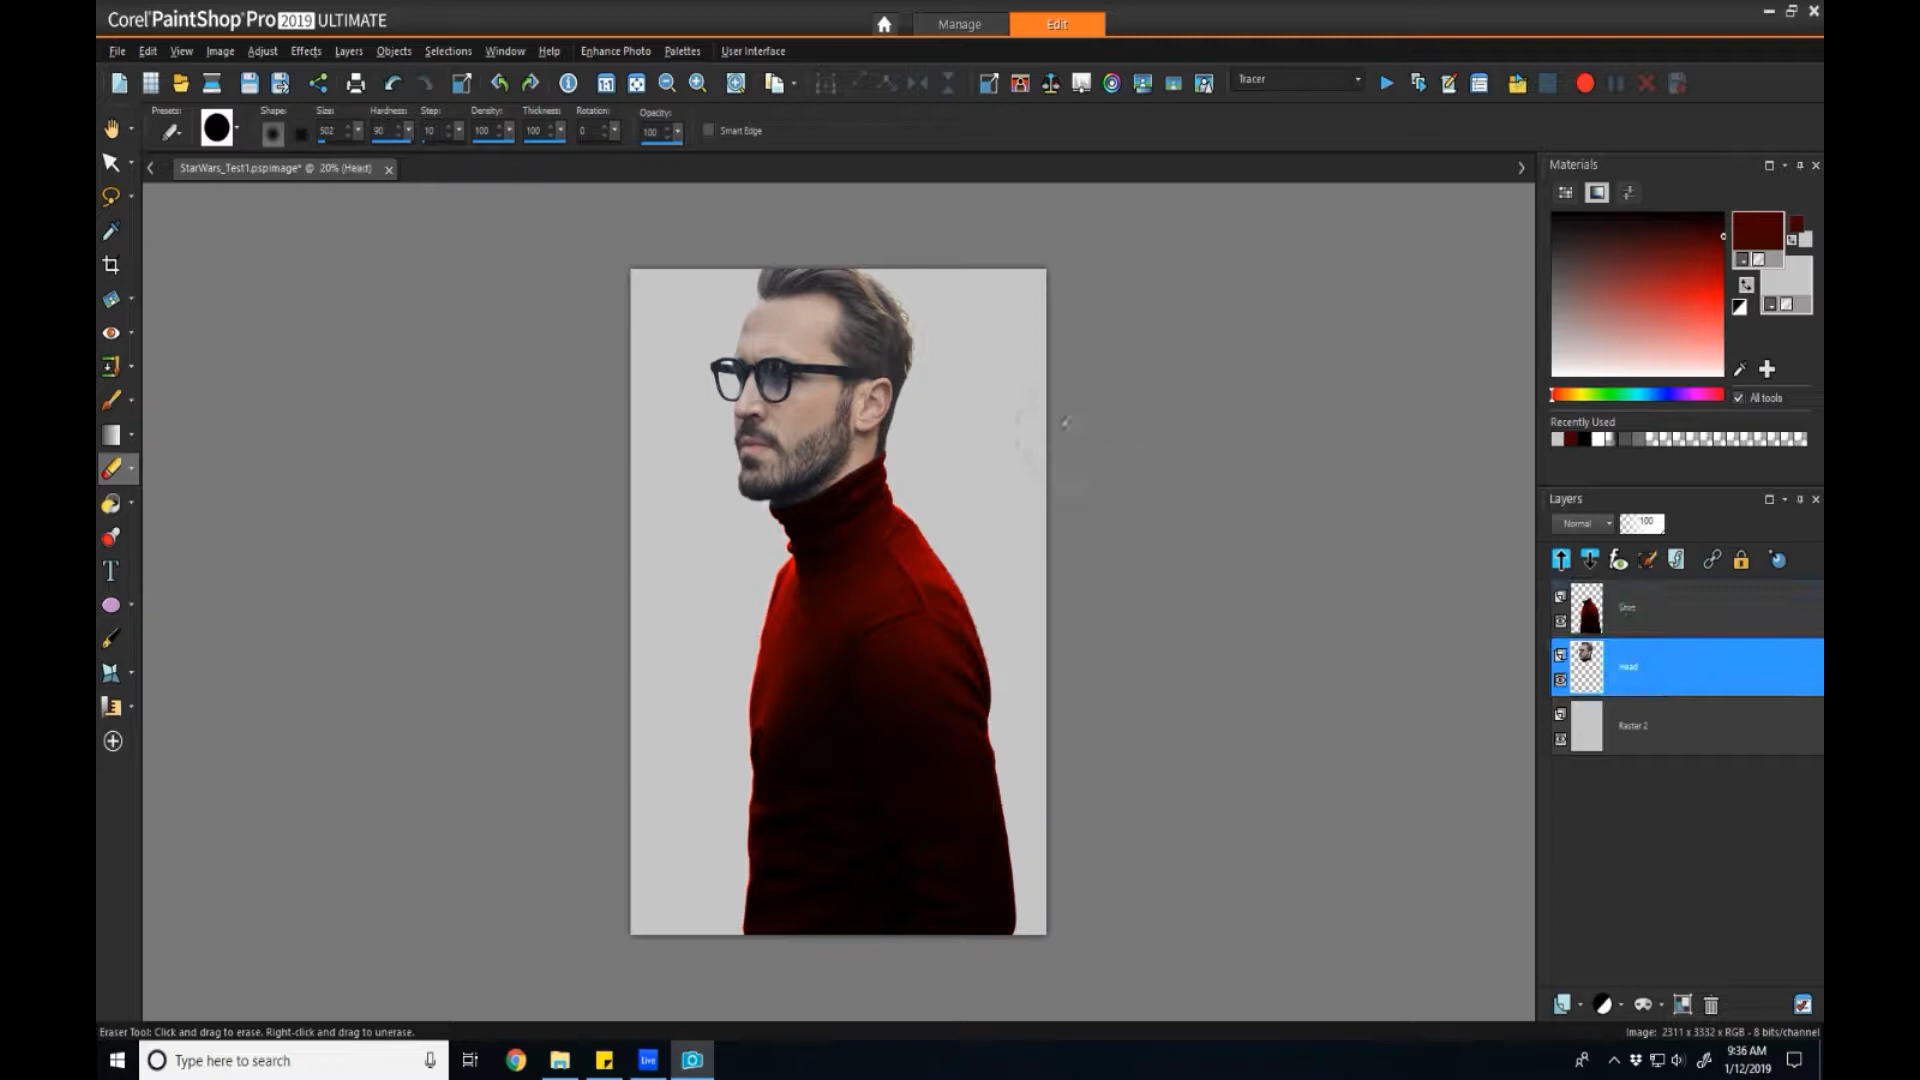 Corel PaintShop Pro 2019 ULTIMATE
Manage
Edit
File Edit View Image Adjust Effects Layers Objects Selections Window Help Enhance Photo Palettes User Interface
Tracer
Presets: Shape: Size: Hardness: Step: Density: Thickness: Rotation: Opacity:
502 90 10 100 100 0 100 Smart Edge
StarWars_Test1.pspimage* @ 20% (Head)
Materials
All tools
Recently Used
Layers
Normal 100
Head
Raster 2
Eraser Tool: Click and drag to erase. Right-click and drag to unerase.
Image: 2311 x 3332 x RGB - 8 bits/channel
Type here to search
Live
9:36 AM
1/12/2019